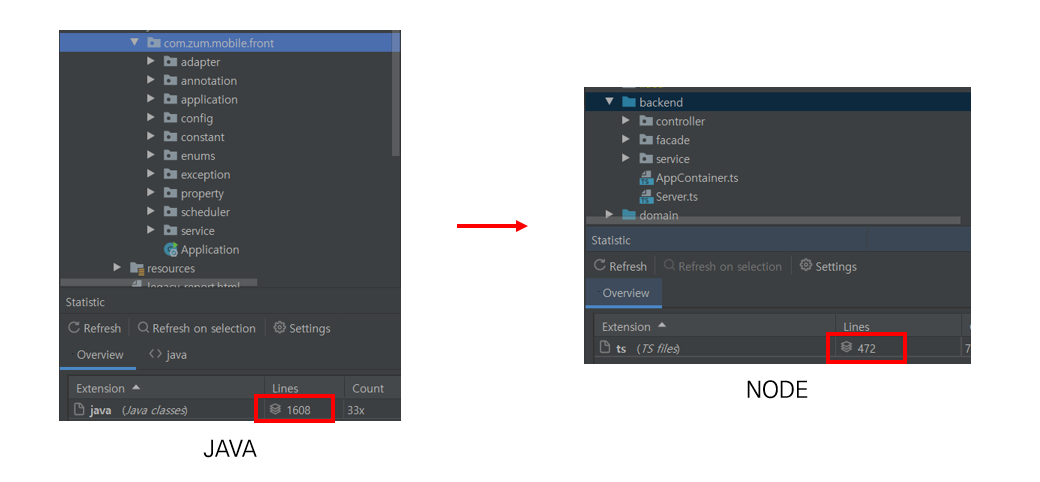 com.zum.mobile.front
adapter
annotation
application
config
constant
enums
exception
property
scheduler
service
Application
resources
legacy-report.html
Statistic
Refresh
Refresh on selection
Settings
Overview
java
Extension Lines Count
java (Java classes) 1608 33x
JAVA
backend
controller
facade
service
AppContainer.ts
Server.ts
domain
Statistic
Refresh
Refresh on selection
Settings
Overview
Extension Lines
ts (TS files) 472 7
NODE